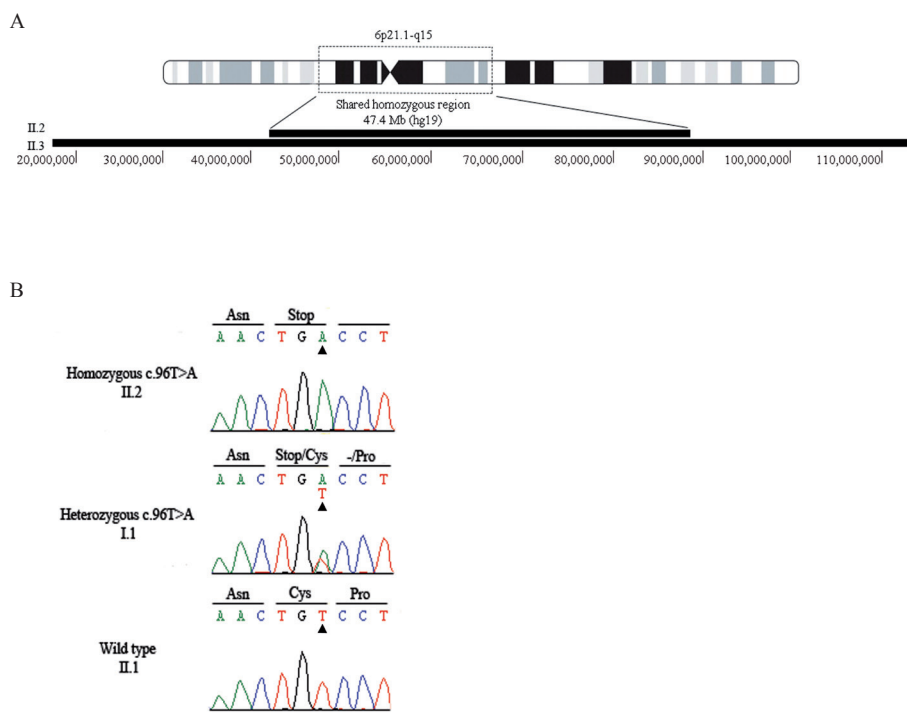 A
6p21.1-q15
Shared homozygous region
47.4 Mb (hg19)
II.2
II.3
20,000,000 30,000,000 40,000,000 50,000,000 60,000,000 70,000,000 80,000,000 90,000,000 100,000,000 110,000,000
B
Asn Stop
A A C T G A C C T
Homozygous c.96T>A
II.2
Asn Stop/Cys -/Pro
A A C T G A C C T
T
Heterozygous c.96T>A
I.1
Asn Cys Pro
A A C T G T C C T
Wild type
II.1